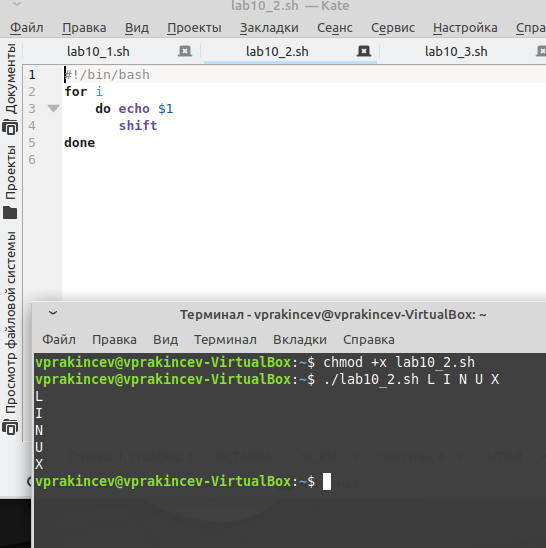 lab10_2.sh — Kate
Файл Правка Вид Проекты Закладки Сеанс Сервис Настройка
lab10_1.sh lab10_2.sh lab10_3.sh
Документы
Проекты
Просмотр файловой системы
1 #!/bin/bash
2 for i
3 do echo $1
4 shift
5 done
6
Терминал - vprakincev@vprakincev-VirtualBox: ~
Файл Правка Вид Терминал Вкладки Справка
vprakincev@vprakincev-VirtualBox:~$ chmod +x lab10_2.sh
vprakincev@vprakincev-VirtualBox:~$ ./lab10_2.sh L I N U X
L
I
N
U
X
vprakincev@vprakincev-VirtualBox:~$